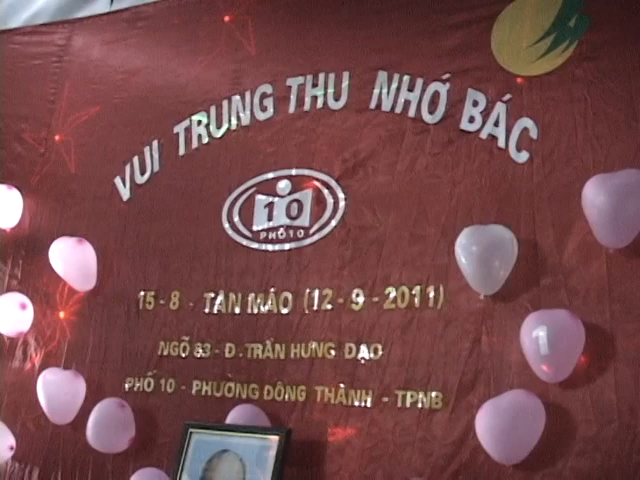 VUI TRUNG THU NHỚ BÁC
10
PHỐ 10
15-8 - TÂN MÃO (12-9-2011)
NGÕ 83 - Đ. TRẦN HƯNG ĐẠO
PHỐ 10 - PHƯỜNG ĐÔNG THÀNH - TPNB